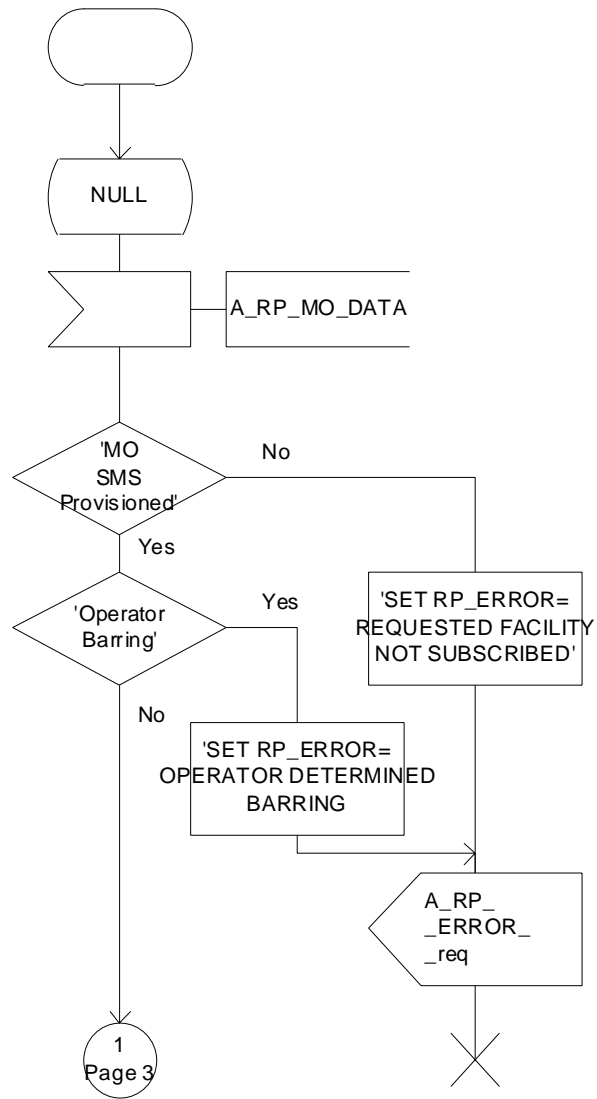 NULL
A_RP_MO_DATA
'MO
SMS
Provisioned'
No
Yes
'Operator
Barring'
Yes
'SET RP_ERROR=
REQUESTED FACILITY
NOT SUBSCRIBED'
No
'SET RP_ERROR=
OPERATOR DETERMINED
BARRING
A_RP_
_ERROR_
_req
1
Page 3